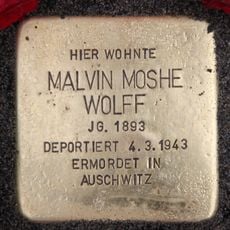 HIER WOHNTE
MALVIN MOSHE
WOLFF
JG. 1893
DEPORTIERT 4.3.1943
ERMORDET IN
AUSCHWITZ